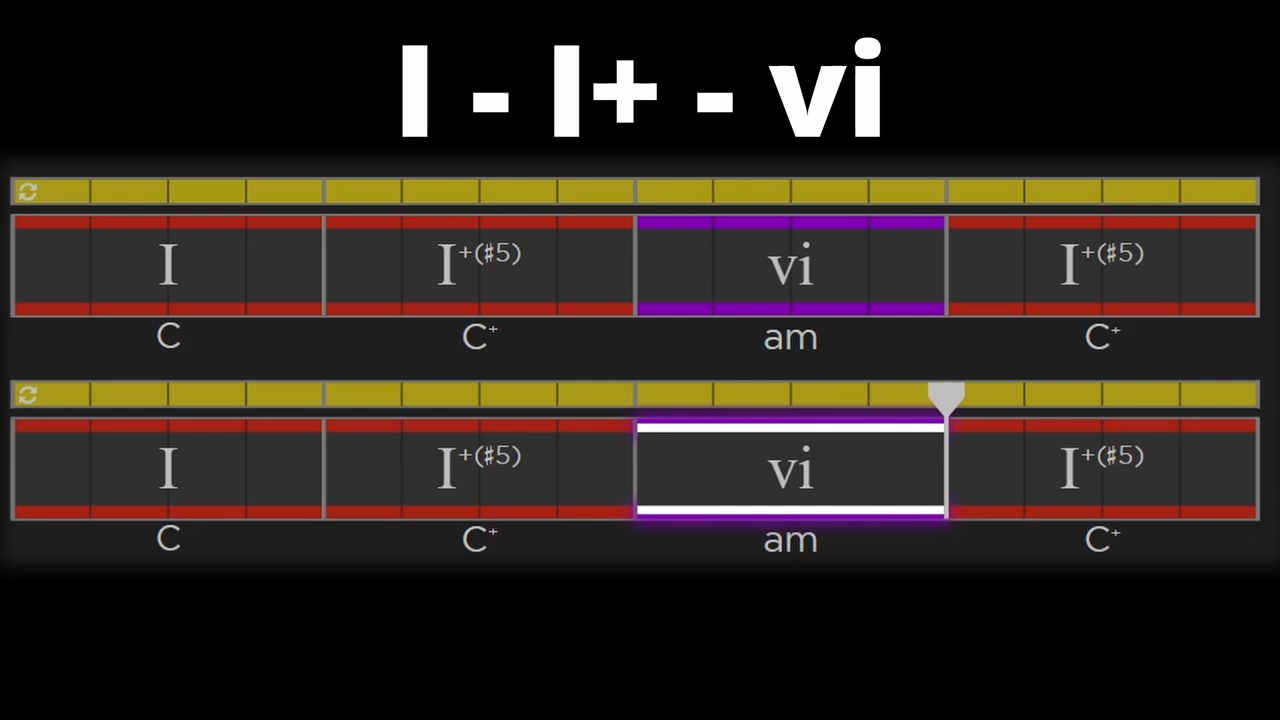 I - I+ - vi
I+(♯5) vi I+(♯5)
C C+ am C+
I I+(♯5) vi I+(♯5)
C C+ am C+